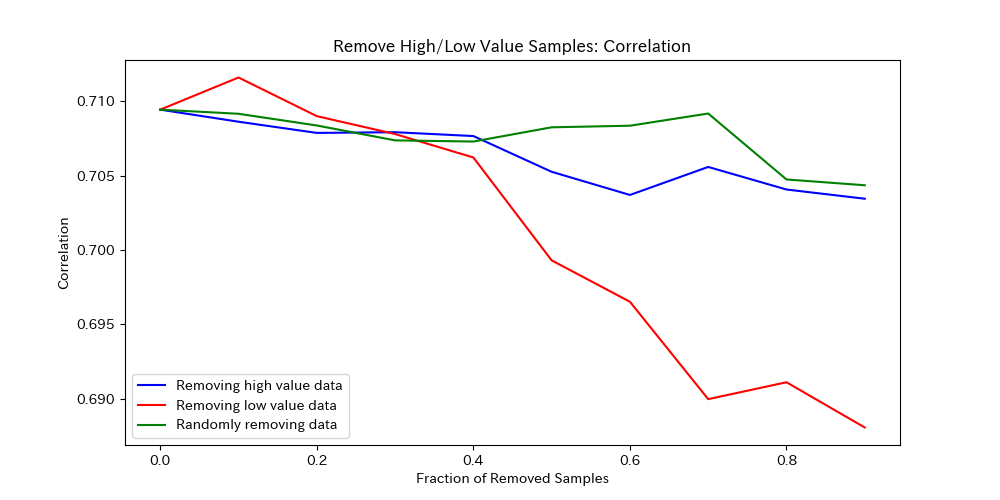 Remove High/Low Value Samples: Correlation
Correlation
0.710
0.705
0.700
0.695
0.690
Removing high value data
Removing low value data
Randomly removing data
0.0
0.2
0.4
0.6
0.8
Fraction of Removed Samples